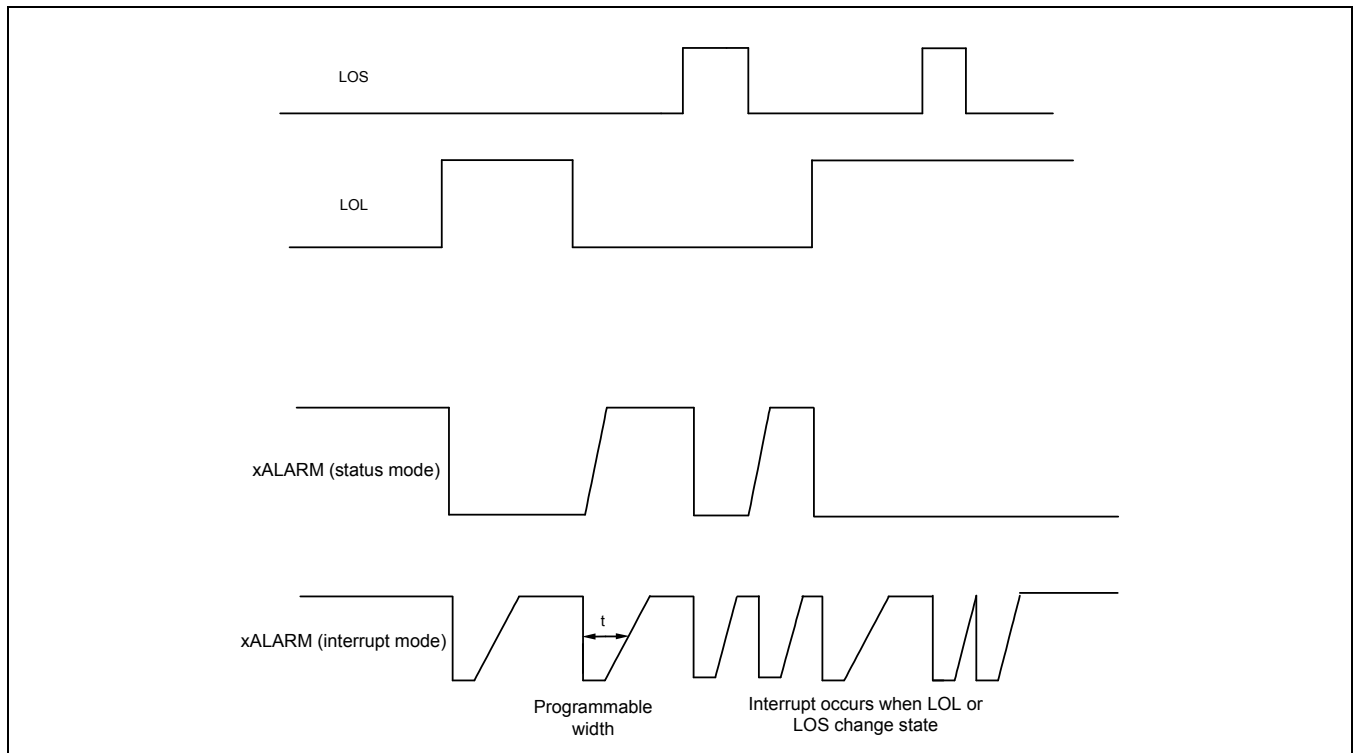 LOS
LOL
xALARM (status mode)
t
xALARM (interrupt mode)
Programmable
width
Interrupt occurs when LOL or
LOS change state